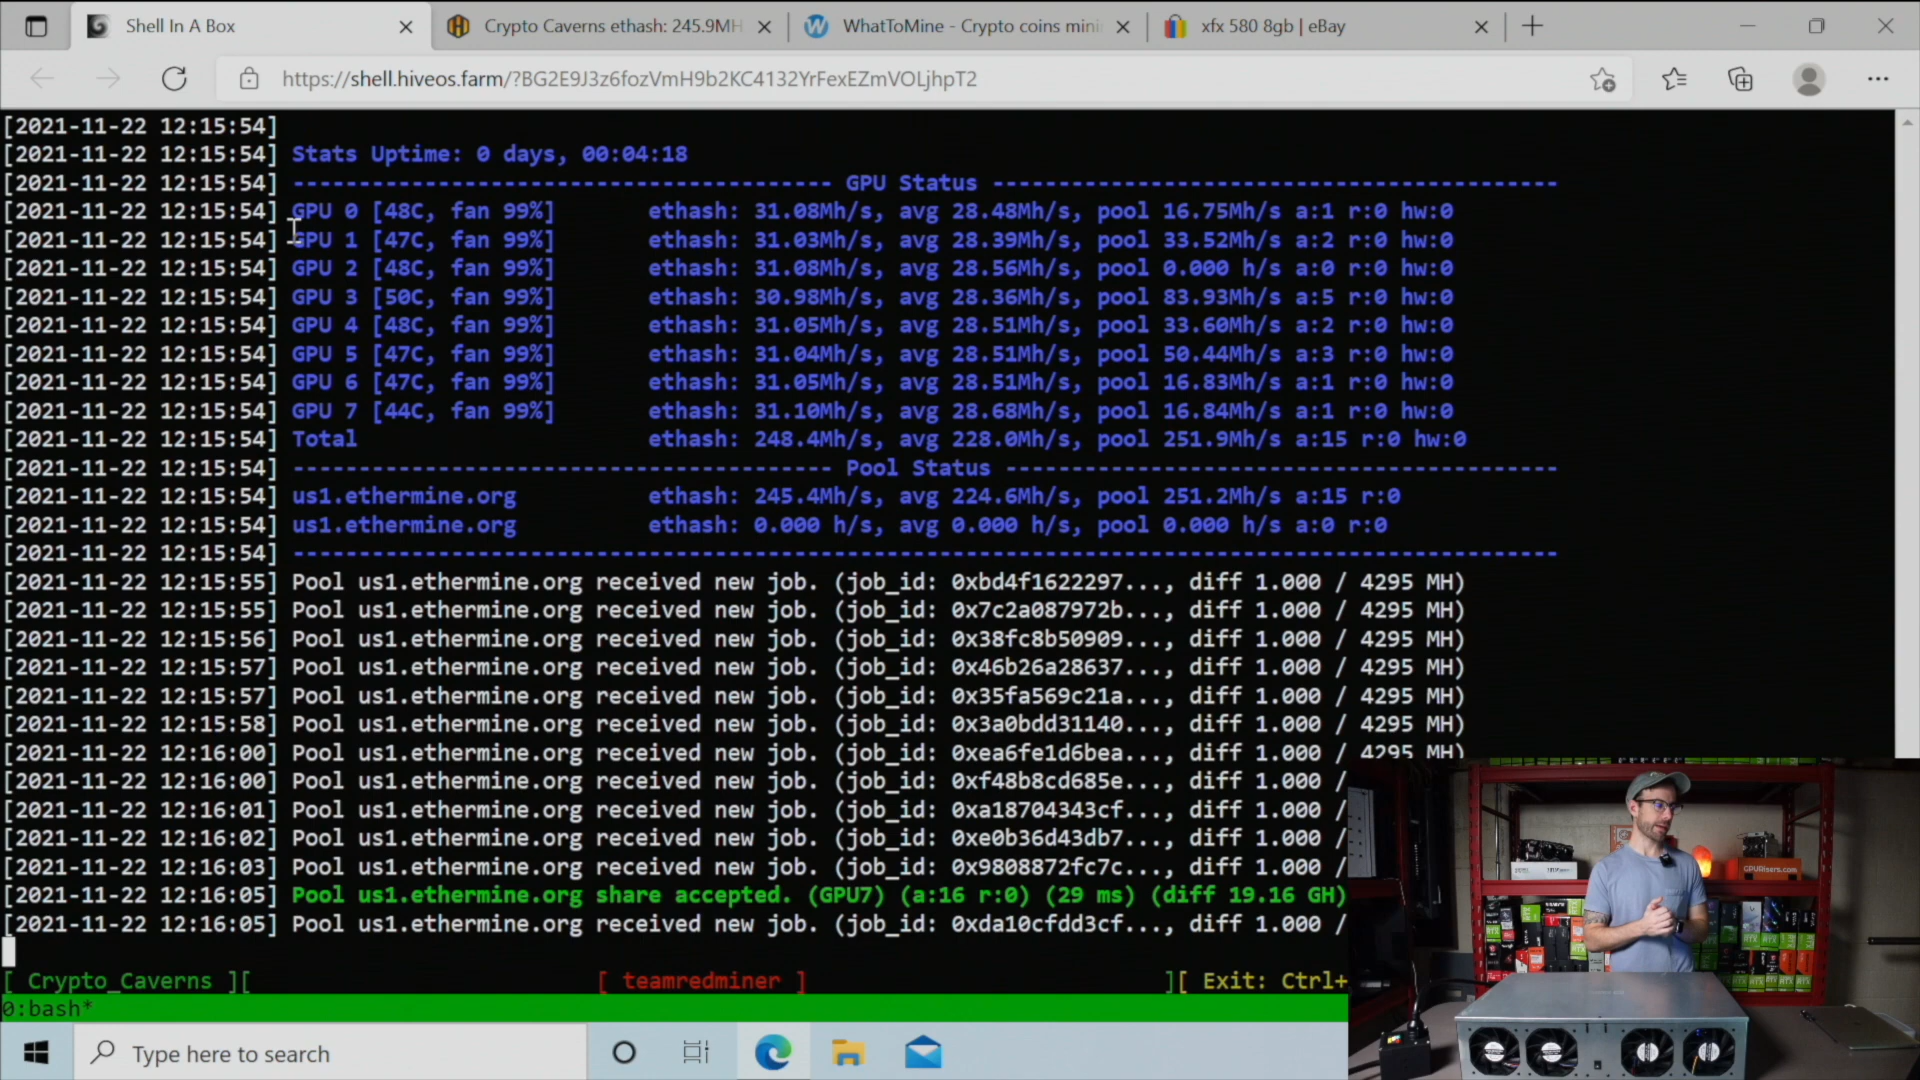 Shell In A Box
Crypto Caverns ethash: 245.9MH
WhatToMine - Crypto coins mini
xfx 580 8gb | eBay
https://shell.hiveos.farm/?BG2E9J3z6fozVmH9b2KC4132YrFexEZmVOLjhpT2
[2021-11-22 12:15:54]
[2021-11-22 12:15:54] Stats Uptime: 0 days, 00:04:18
[2021-11-22 12:15:54] ----------------------------------------- GPU Status -------------------------------------------
[2021-11-22 12:15:54] GPU 0 [48C, fan 99%] ethash: 31.08Mh/s, avg 28.48Mh/s, pool 16.75Mh/s a:1 r:0 hw:0
[2021-11-22 12:15:54] GPU 1 [47C, fan 99%] ethash: 31.03Mh/s, avg 28.39Mh/s, pool 33.52Mh/s a:2 r:0 hw:0
[2021-11-22 12:15:54] GPU 2 [48C, fan 99%] ethash: 31.08Mh/s, avg 28.56Mh/s, pool 0.000 h/s a:0 r:0 hw:0
[2021-11-22 12:15:54] GPU 3 [50C, fan 99%] ethash: 30.98Mh/s, avg 28.36Mh/s, pool 83.93Mh/s a:5 r:0 hw:0
[2021-11-22 12:15:54] GPU 4 [48C, fan 99%] ethash: 31.05Mh/s, avg 28.51Mh/s, pool 33.60Mh/s a:2 r:0 hw:0
[2021-11-22 12:15:54] GPU 5 [47C, fan 99%] ethash: 31.04Mh/s, avg 28.51Mh/s, pool 50.44Mh/s a:3 r:0 hw:0
[2021-11-22 12:15:54] GPU 6 [47C, fan 99%] ethash: 31.05Mh/s, avg 28.51Mh/s, pool 16.83Mh/s a:1 r:0 hw:0
[2021-11-22 12:15:54] GPU 7 [44C, fan 99%] ethash: 31.10Mh/s, avg 28.68Mh/s, pool 16.84Mh/s a:1 r:0 hw:0
[2021-11-22 12:15:54] Total ethash: 248.4Mh/s, avg 228.0Mh/s, pool 251.9Mh/s a:15 r:0 hw:0
[2021-11-22 12:15:54] ----------------------------------------- Pool Status ------------------------------------------
[2021-11-22 12:15:54] us1.ethermine.org ethash: 245.4Mh/s, avg 224.6Mh/s, pool 251.2Mh/s a:15 r:0
[2021-11-22 12:15:54] us1.ethermine.org ethash: 0.000 h/s, avg 0.000 h/s, pool 0.000 h/s a:0 r:0
[2021-11-22 12:15:54] ------------------------------------------------------------------------------------------------
[2021-11-22 12:15:55] Pool us1.ethermine.org received new job. (job_id: 0xbd4f1622297..., diff 1.000 / 4295 MH)
[2021-11-22 12:15:55] Pool us1.ethermine.org received new job. (job_id: 0x7c2a087972b..., diff 1.000 / 4295 MH)
[2021-11-22 12:15:56] Pool us1.ethermine.org received new job. (job_id: 0x38fc8b50909..., diff 1.000 / 4295 MH)
[2021-11-22 12:15:57] Pool us1.ethermine.org received new job. (job_id: 0x46b26a28637..., diff 1.000 / 4295 MH)
[2021-11-22 12:15:57] Pool us1.ethermine.org received new job. (job_id: 0x35fa569c21a..., diff 1.000 / 4295 MH)
[2021-11-22 12:15:58] Pool us1.ethermine.org received new job. (job_id: 0x3a0bdd31140..., diff 1.000 / 4295 MH)
[2021-11-22 12:16:00] Pool us1.ethermine.org received new job. (job_id: 0xea6fe1d6bea..., diff 1.000 / 4295 MH)
[2021-11-22 12:16:00] Pool us1.ethermine.org received new job. (job_id: 0xf48b8cd685e..., diff 1.000 /
[2021-11-22 12:16:01] Pool us1.ethermine.org received new job. (job_id: 0xa18704343cf..., diff 1.000 /
[2021-11-22 12:16:02] Pool us1.ethermine.org received new job. (job_id: 0xe0b36d43db7..., diff 1.000 /
[2021-11-22 12:16:03] Pool us1.ethermine.org received new job. (job_id: 0x9808872fc7c..., diff 1.000 /
[2021-11-22 12:16:05] Pool us1.ethermine.org share accepted. (GPU7) (a:16 r:0) (29 ms) (diff 19.16 GH)
[2021-11-22 12:16:05] Pool us1.ethermine.org received new job. (job_id: 0xda10cfdd3cf..., diff 1.000 /
[ Crypto_Caverns ][ [ teamredminer ] ][ Exit: Ctrl+
0:bash*
Type here to search
GPURisers.com